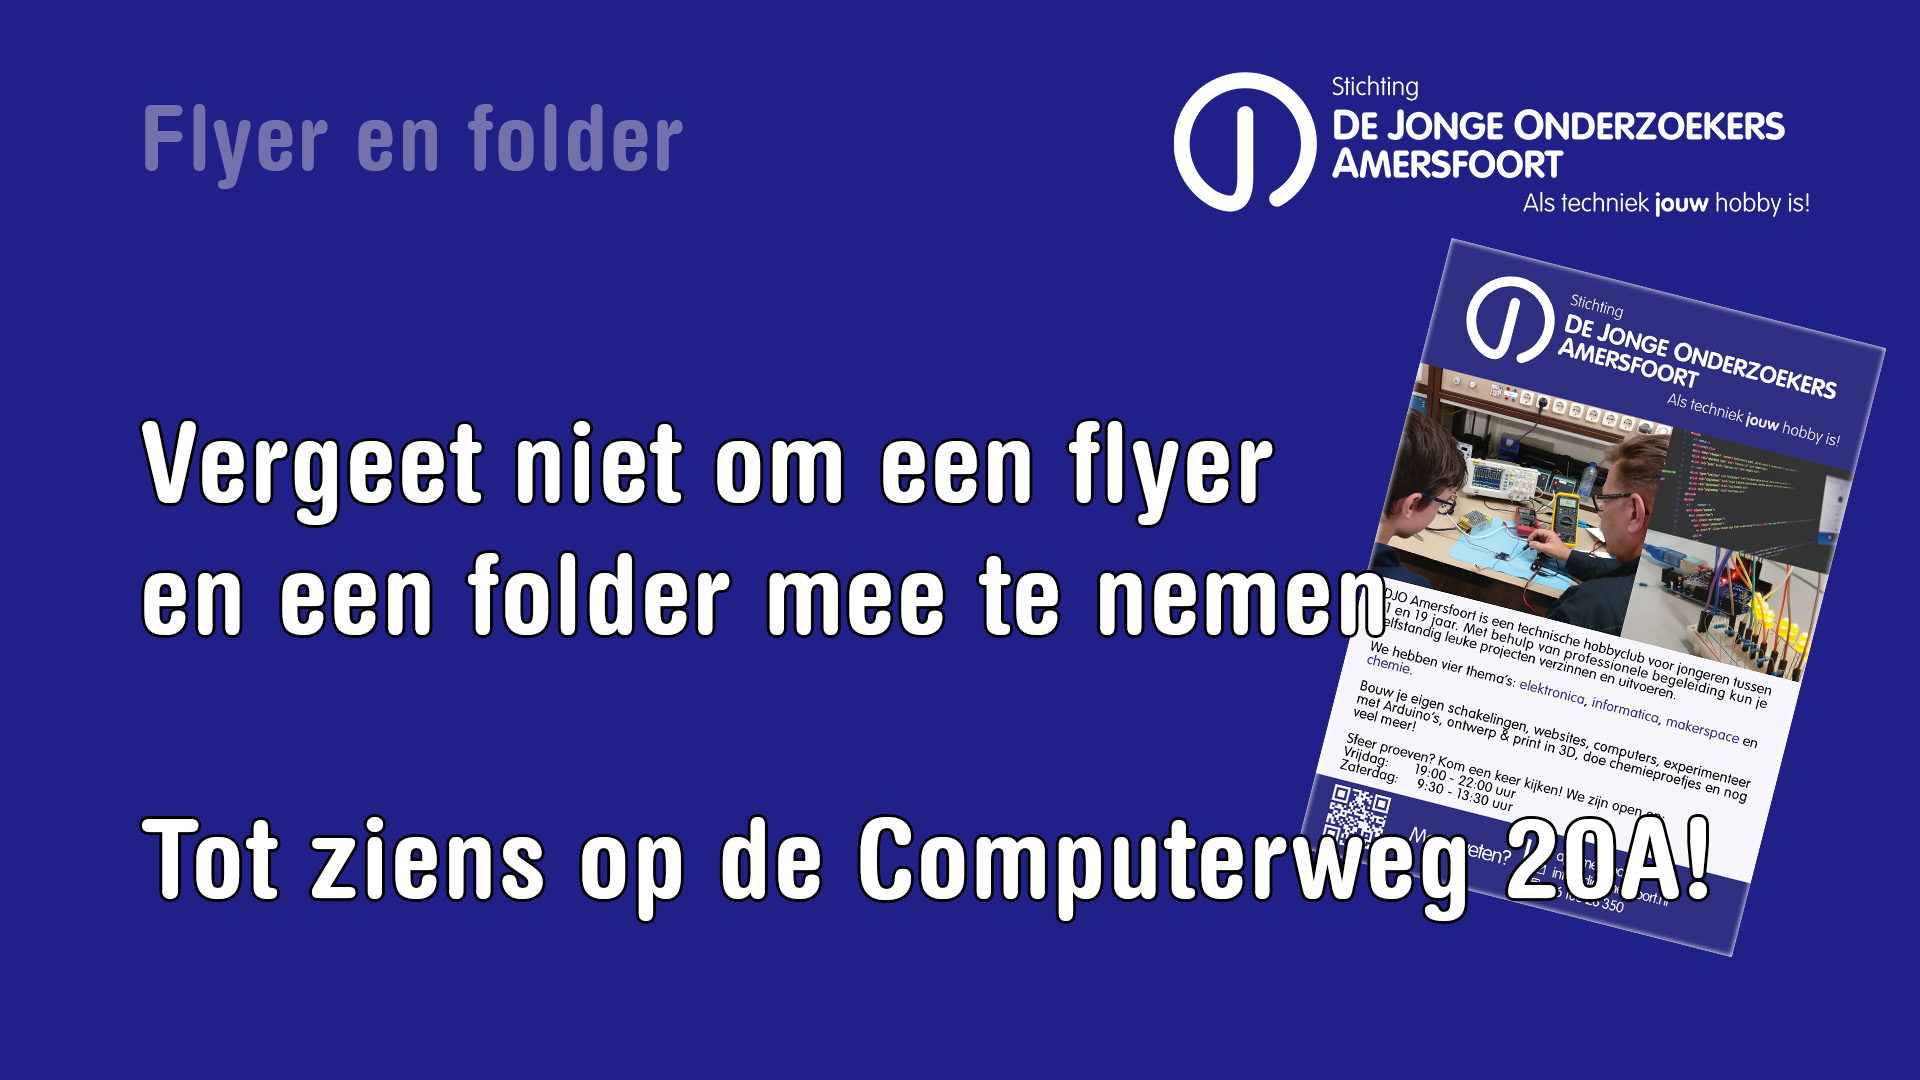 Flyer en folder
Stichting
DE JONGE ONDERZOEKERS
AMERSFOORT
Als techniek jouw hobby is!
Vergeet niet om een flyer
en een folder mee te nemen
Tot ziens op de Computerweg 20A!
Stichting
DE JONGE ONDERZOEKERS
AMERSFOORT
Als techniek jouw hobby is!
DJO Amersfoort is een technische hobbyclub voor jongeren tussen
en 19 jaar. Met behulp van professionele begeleiding kun je
leuke projecten verzinnen en uitvoeren.
We hebben vier thema's: elektronica, informatica, makerspace en
chemie.
Bouw je eigen schakelingen, websites, computers, experimenteer
met Arduino's, ontwerp & print in 3D, doe chemieproefjes en nog
veel meer!
Sfeer proeven? Kom een keer kijken! We zijn open op:
Vrijdag: 19:00 - 22:00 uur
Zaterdag: 9:30 - 13:30 uur
350